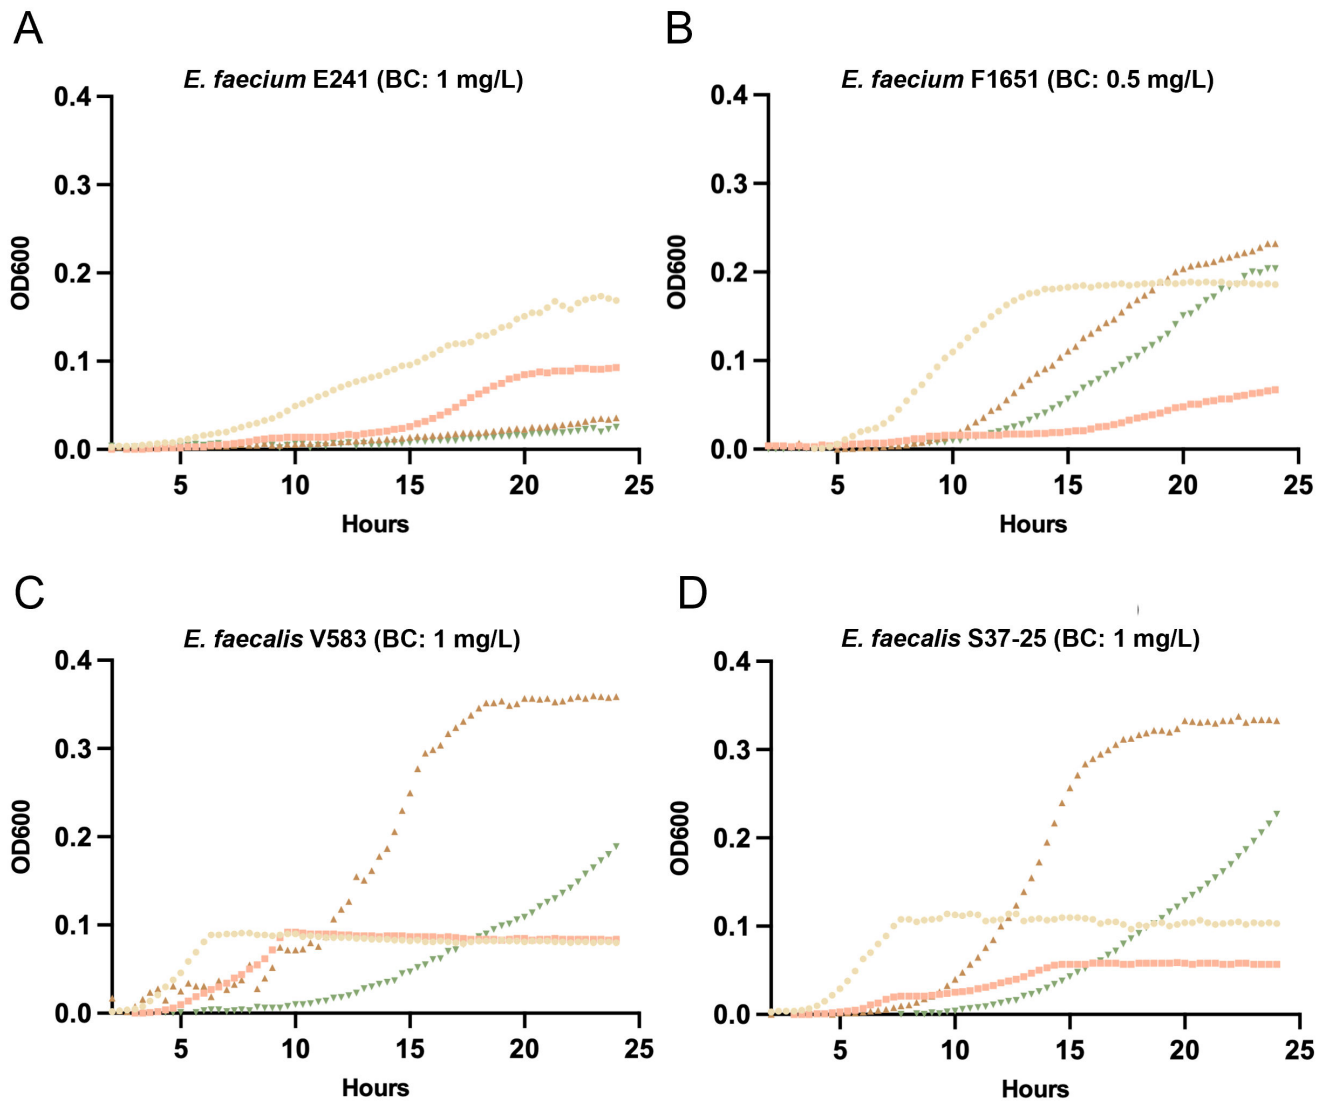 A
E. faecium E241 (BC: 1 mg/L)
0.4
0.3
0.2
0.1
0.0
OD600
5 10 15 20 25
Hours
B
E. faecium F1651 (BC: 0.5 mg/L)
0.4
0.3
0.2
0.1
0.0
OD600
5 10 15 20 25
Hours
C
E. faecalis V583 (BC: 1 mg/L)
0.4
0.3
0.2
0.1
0.0
OD600
5 10 15 20 25
Hours
D
E. faecalis S37-25 (BC: 1 mg/L)
0.4
0.3
0.2
0.1
0.0
OD600
5 10 15 20 25
Hours